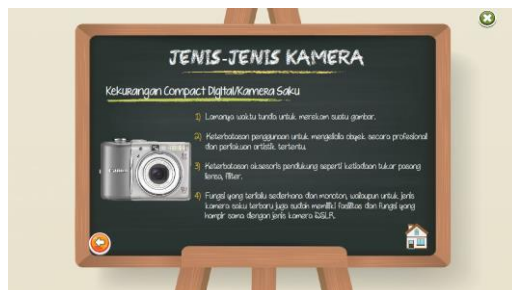 JENIS-JENIS KAMERA
Kekurangan Compact Digital/Kamera Saku
1) Lamanya waktu tunda untuk merekam suatu gambar.
2) Keterbatasan penggunaan untuk mengelola obyek secara profesional
dan perlakuan artistik tertentu.
3) Keterbatasan aksesoris pendukung seperti ketiadaan tukar pasang
lensa, filter.
4) Fungsi yang terlalu sederhana dan monoton, walaupun untuk jenis
kamera saku terbaru juga sudah memiliki fasilitas dan fungsi yang
hampir sama dengan jenis kamera DSLR.
Canon